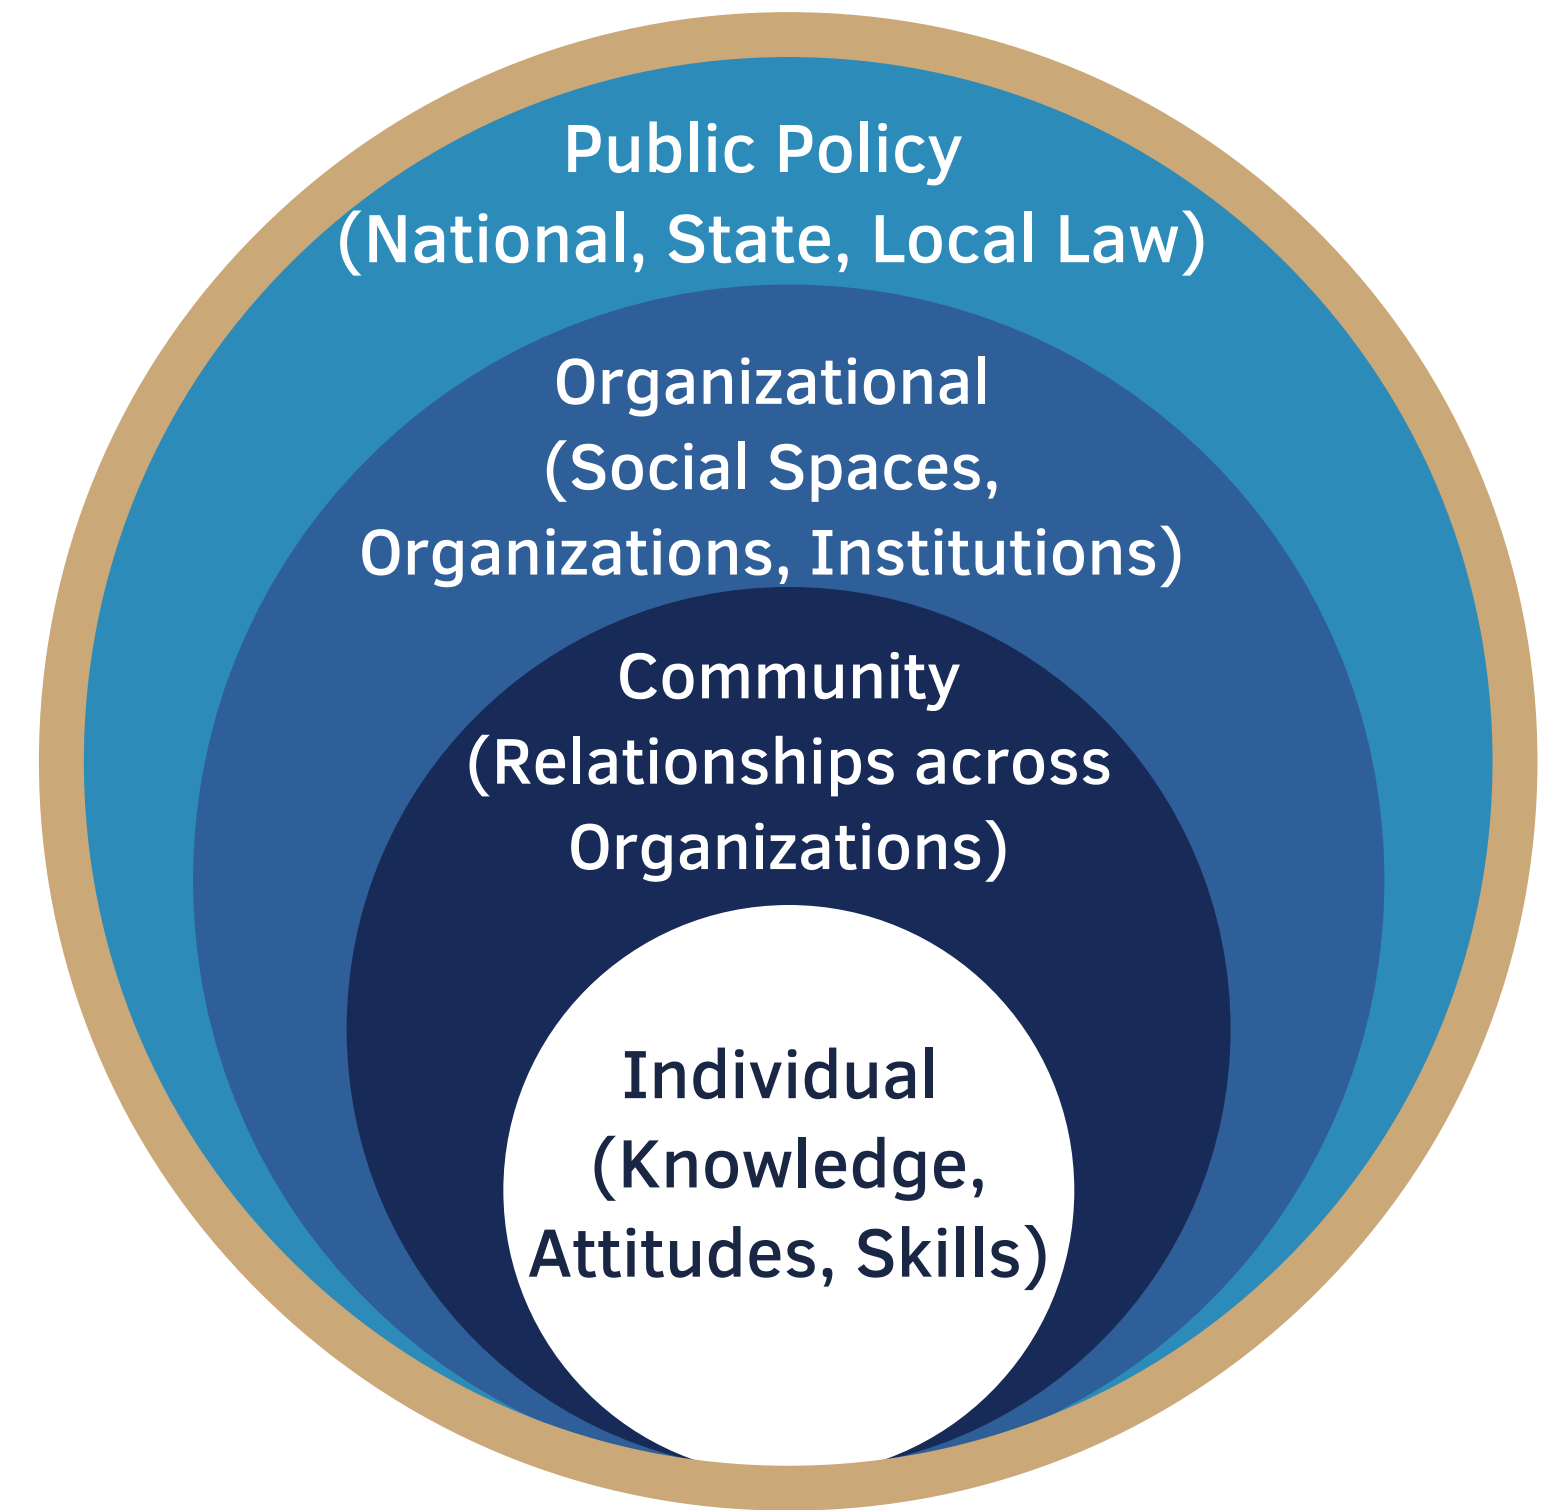 Public Policy
(National, State, Local Law)
Organizational
(Social Spaces,
Organizations, Institutions)
Community
(Relationships across
Organizations)
Individual
(Knowledge,
Attitudes, Skills)